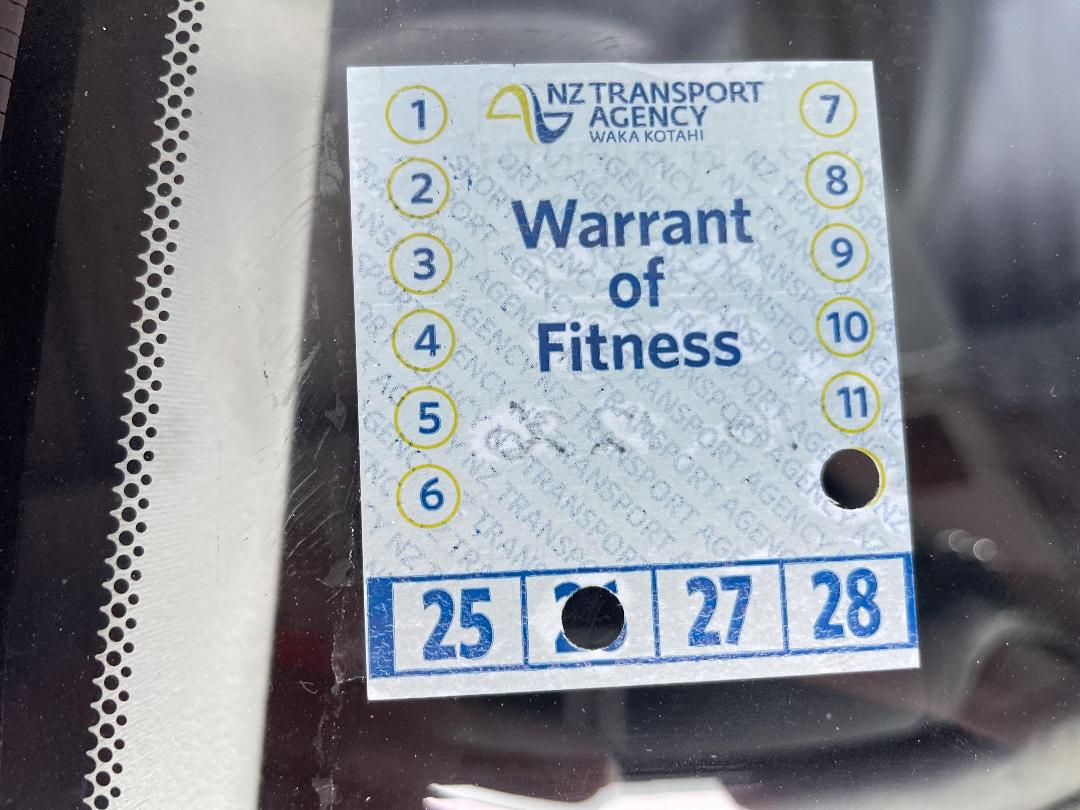 NZ TRANSPORT
AGENCY
WAKA KOTAHI
1
2
3
4
5
6
Warrant
of
Fitness
7
8
9
10
11
25
27
28